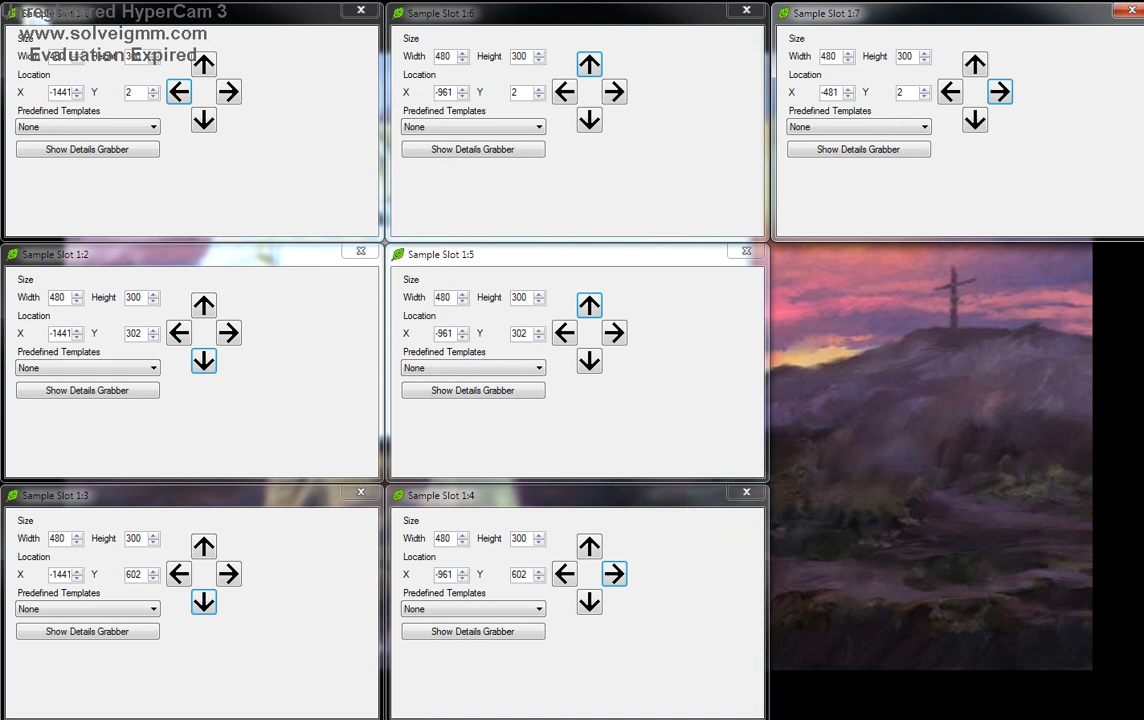 Unregistered HyperCam 3
www.solveigmm.com
Evaluation Expired
Size
Width 480 Height
Location
X -1441 Y 2
Predefined Templates
None
Show Details Grabber
Sample Slot 1:6
Size
Width 480 Height 300
Location
X -961 Y 2
Predefined Templates
None
Show Details Grabber
Sample Slot 1:7
Size
Width 480 Height 300
Location
X -481 Y 2
Predefined Templates
None
Show Details Grabber
Sample Slot 1:2
Size
Width 480 Height 300
Location
X -1441 Y 302
Predefined Templates
None
Show Details Grabber
Sample Slot 1:5
Size
Width 480 Height 300
Location
X -961 Y 302
Predefined Templates
None
Show Details Grabber
Sample Slot 1:3
Size
Width 480 Height 300
Location
X -1441 Y 602
Predefined Templates
None
Show Details Grabber
Sample Slot 1:4
Size
Width 480 Height 300
Location
X -961 Y 602
Predefined Templates
None
Show Details Grabber